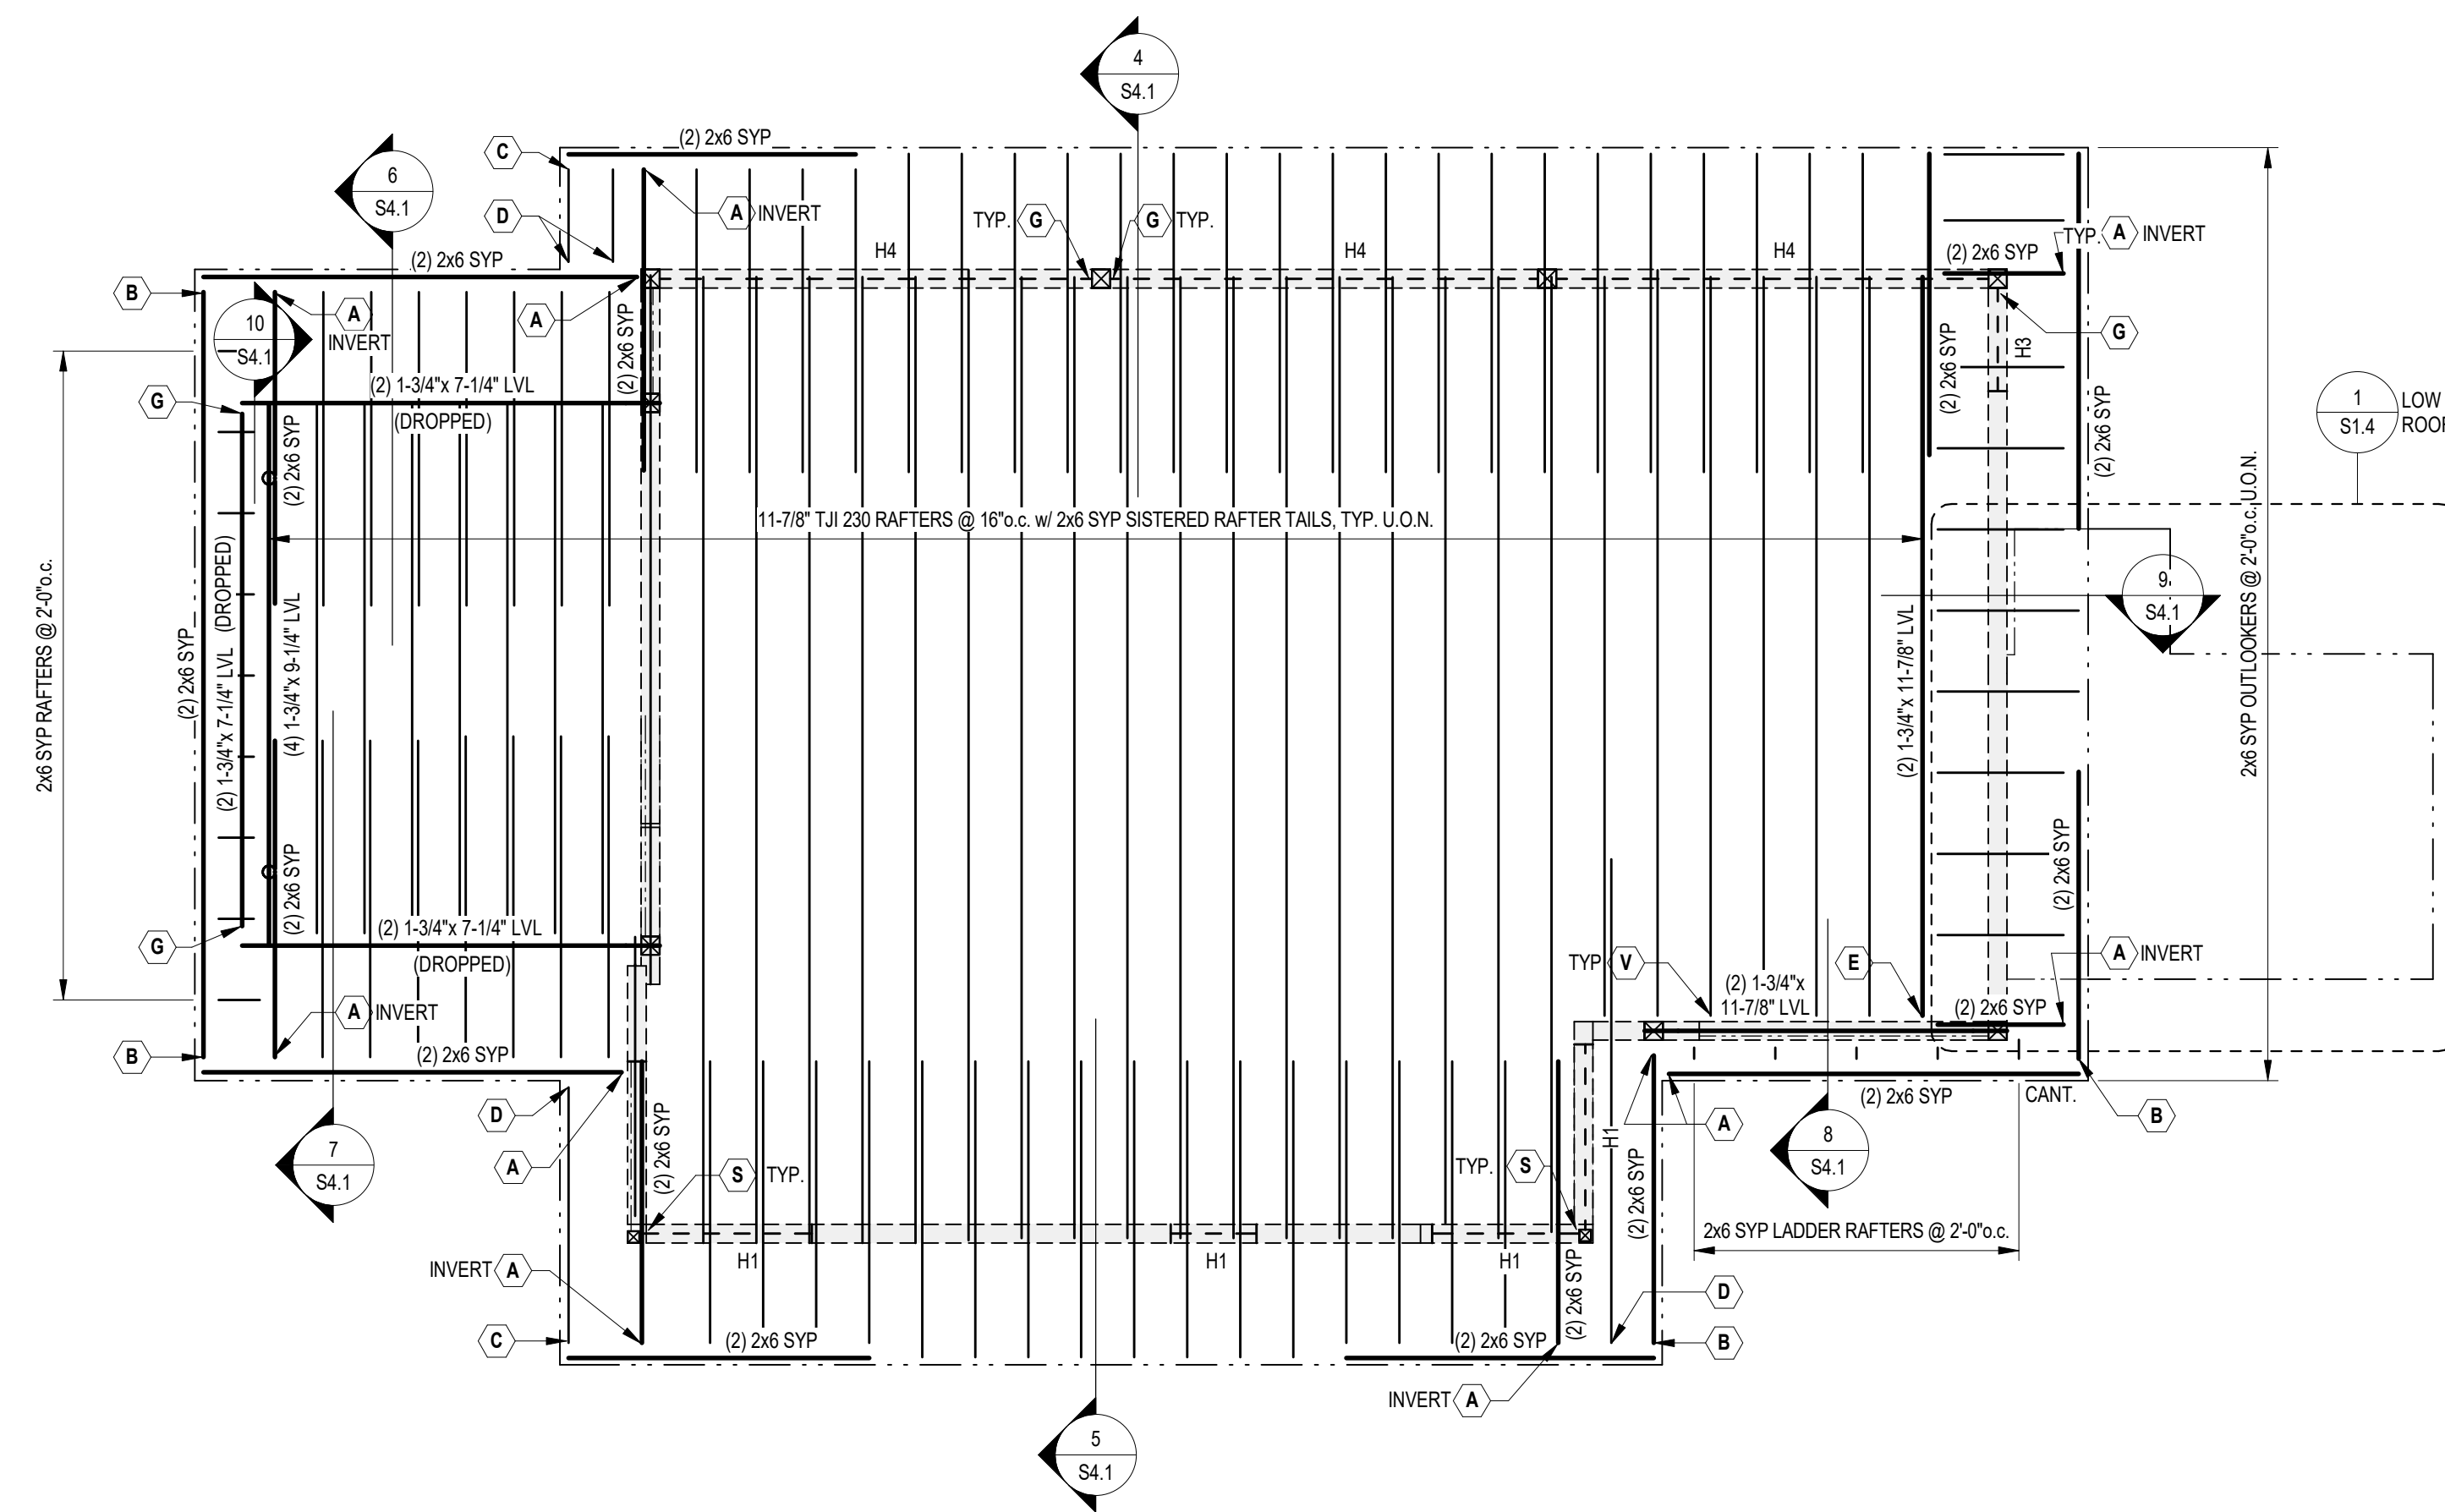 4
S4.1
(2) 2x6 SYP
C
6
S4.1
D
A INVERT
TYP. G
G TYP.
H4
H4
H4
TYP. A INVERT
(2) 2x6 SYP
(2) 2x6 SYP
B
A
INVERT
A
10
S4.1
(2) 2x6 SYP
G
H3
(2) 2x6 SYP
(2) 2x6 SYP
(2) 1-3/4"x 7-1/4" LVL
(DROPPED)
G
1
S1.4
LOW
ROOF
(2) 2x6 SYP
11-7/8" TJI 230 RAFTERS @ 16"o.c. w/ 2x6 SYP SISTERED RAFTER TAILS, TYP. U.O.N.
2x6 SYP RAFTERS @ 2'-0"o.c.
(2) 2x6 SYP
(2) 1-3/4"x 7-1/4" LVL (DROPPED)
(4) 1-3/4"x 9-1/4" LVL
(2) 1-3/4"x 11-7/8" LVL
9
S4.1
2x6 SYP OUTLOOKERS @ 2'-0"o.c. U.O.N.
(2) 2x6 SYP
(2) 2x6 SYP
(2) 1-3/4"x 7-1/4" LVL
(DROPPED)
G
TYP V
E
A INVERT
(2) 1-3/4"x
11-7/8" LVL
(2) 2x6 SYP
A INVERT
B
(2) 2x6 SYP
D
A
7
S4.1
(2) 2x6 SYP
S TYP.
TYP. S
H1
(2) 2x6 SYP
A
(2) 2x6 SYP
CANT.
B
8
S4.1
2x6 SYP LADDER RAFTERS @ 2'-0"o.c.
INVERT A
H1
H1
H1
(2) 2x6 SYP
D
C
(2) 2x6 SYP
(2) 2x6 SYP
B
INVERT A
5
S4.1